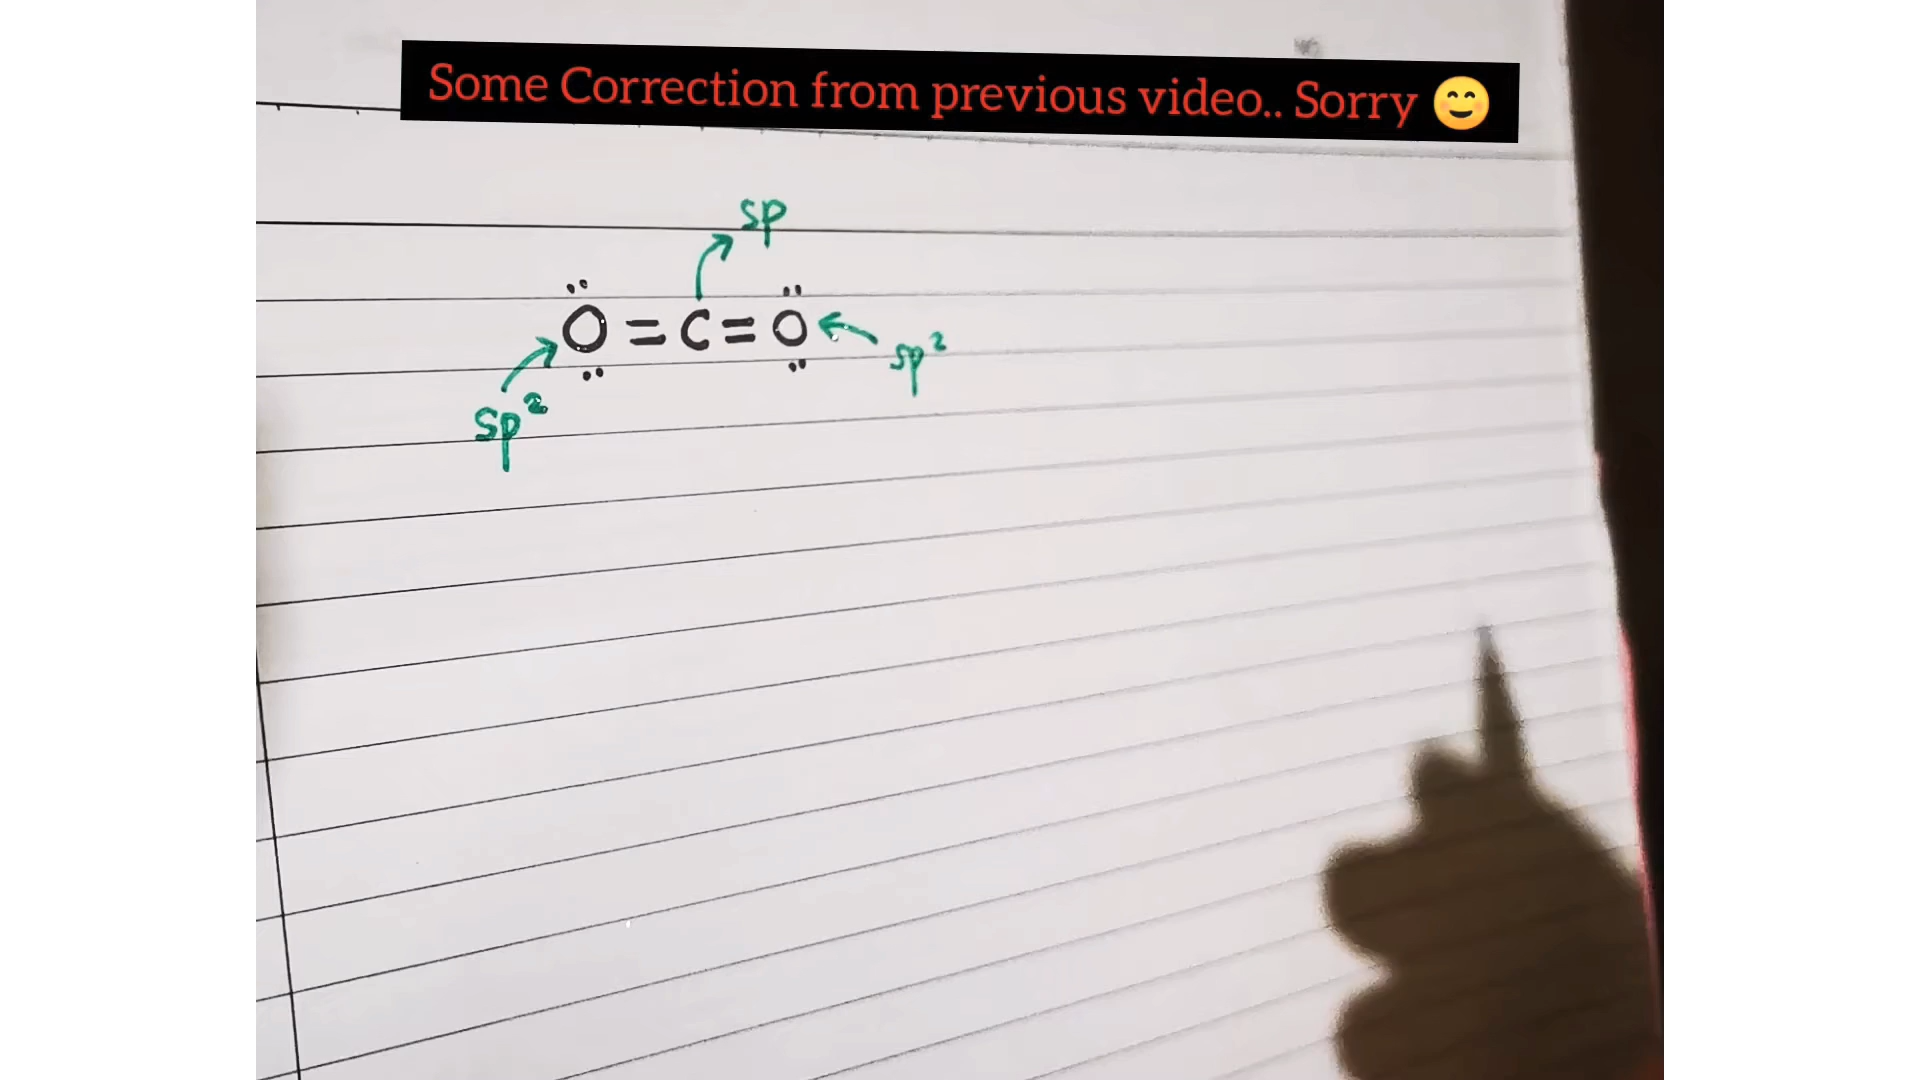 Some Correction from previous video.. Sorry 😊
sp
O = C = O
sp²
sp²